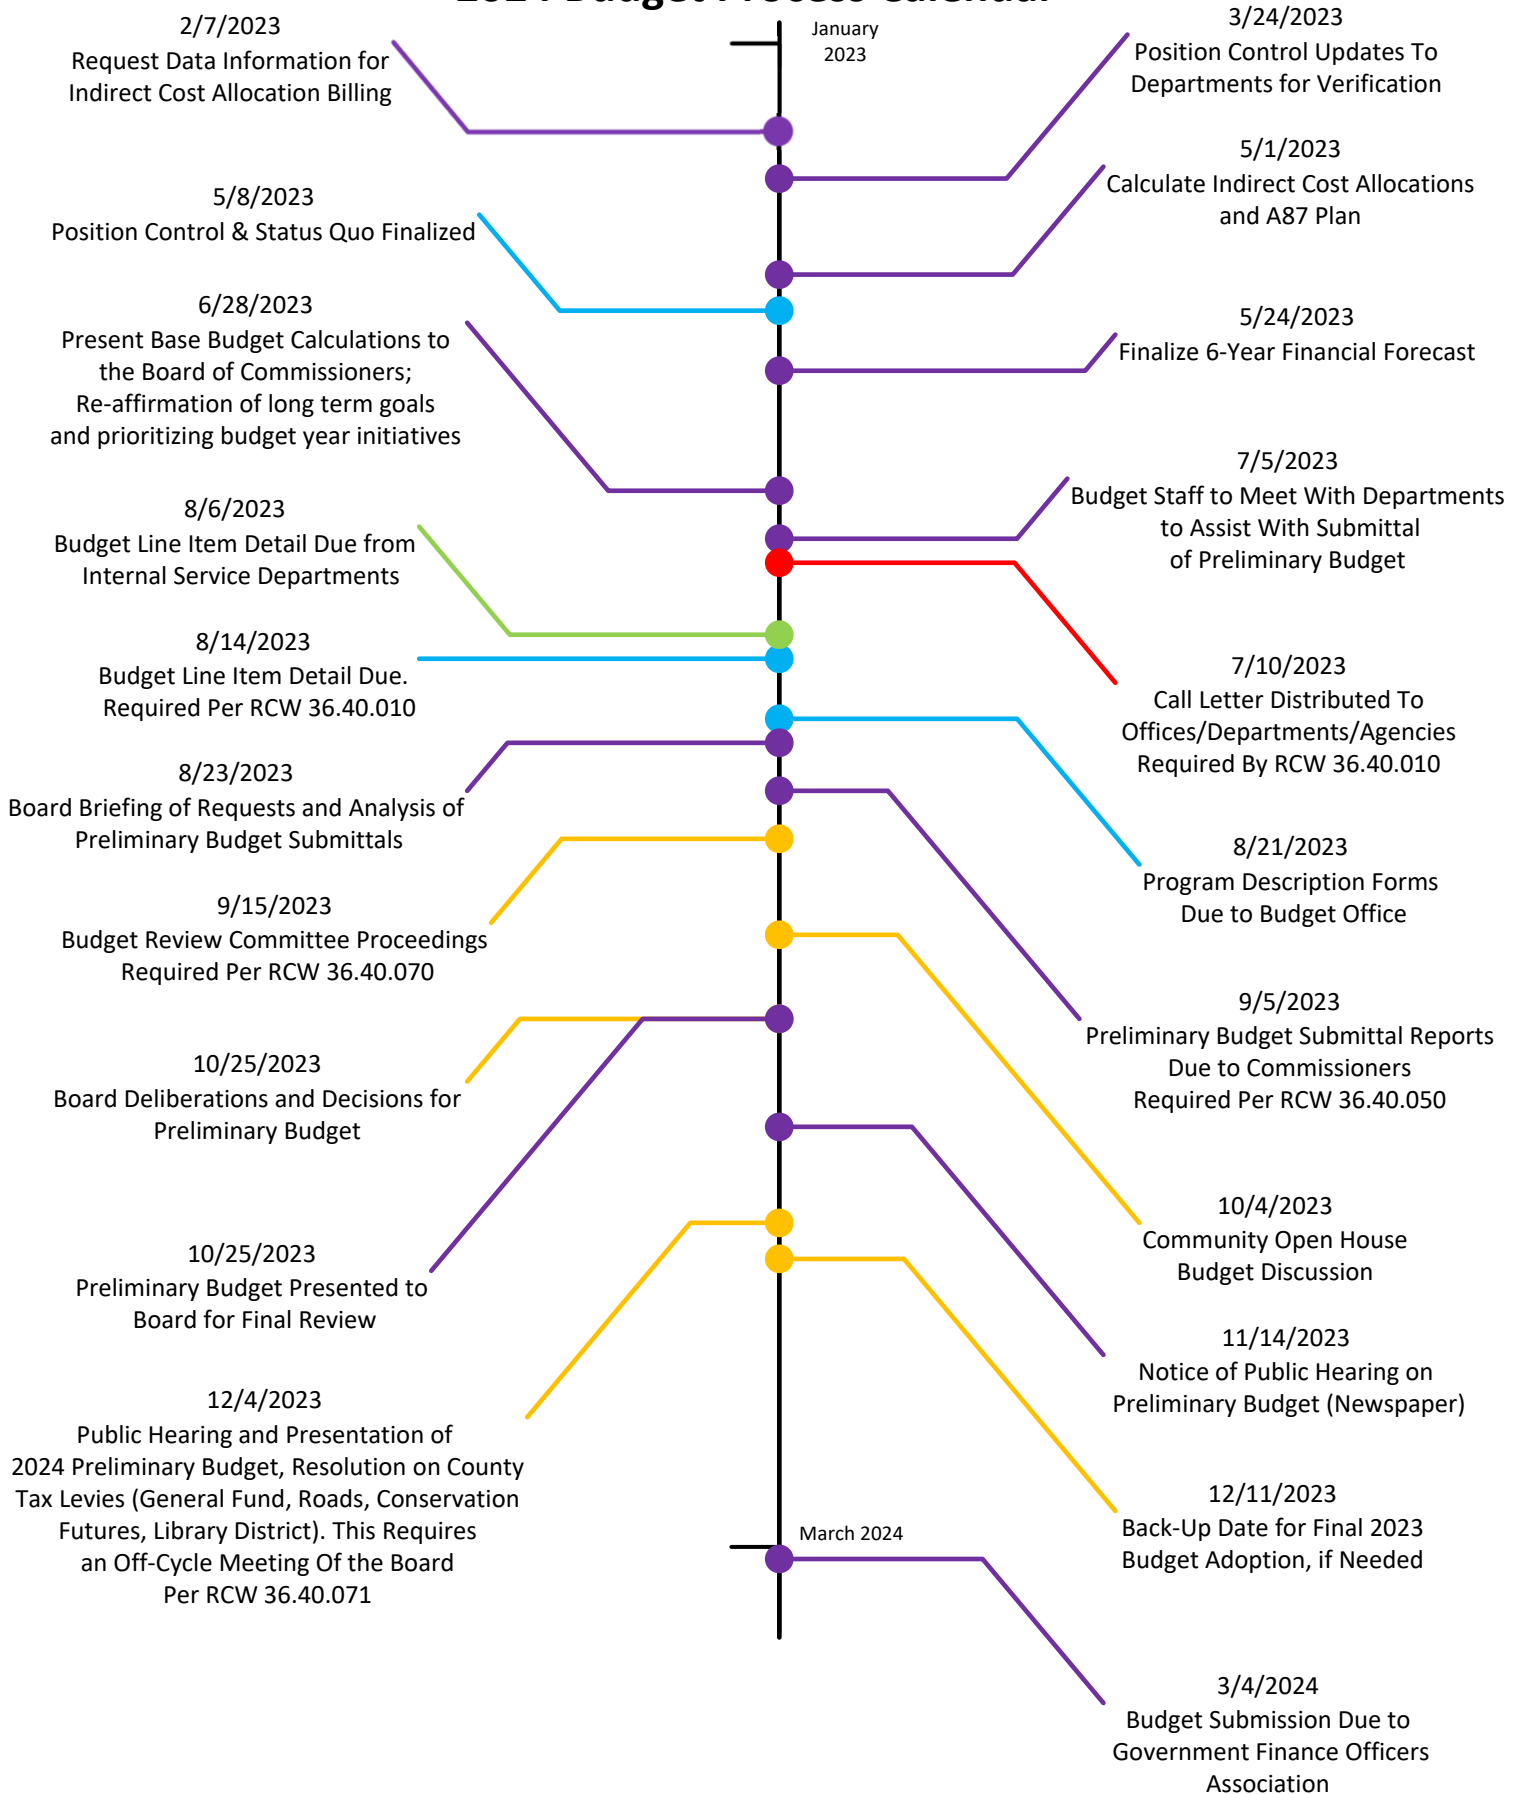 2024 Budget Process Calendar
January
2023
2/7/2023
Request Data Information for
Indirect Cost Allocation Billing
3/24/2023
Position Control Updates To
Departments for Verification
5/1/2023
Calculate Indirect Cost Allocations
and A87 Plan
5/8/2023
Position Control & Status Quo Finalized
5/24/2023
Finalize 6-Year Financial Forecast
6/28/2023
Present Base Budget Calculations to
the Board of Commissioners;
Re-affirmation of long term goals
and prioritizing budget year initiatives
7/5/2023
Budget Staff to Meet With Departments
to Assist With Submittal
of Preliminary Budget
7/10/2023
Call Letter Distributed To
Offices/Departments/Agencies
Required By RCW 36.40.010
8/6/2023
Budget Line Item Detail Due from
Internal Service Departments
8/14/2023
Budget Line Item Detail Due.
Required Per RCW 36.40.010
8/21/2023
Program Description Forms
Due to Budget Office
8/23/2023
Board Briefing of Requests and Analysis of
Preliminary Budget Submittals
9/5/2023
Preliminary Budget Submittal Reports
Due to Commissioners
Required Per RCW 36.40.050
9/15/2023
Budget Review Committee Proceedings
Required Per RCW 36.40.070
10/4/2023
Community Open House
Budget Discussion
10/25/2023
Board Deliberations and Decisions for
Preliminary Budget
10/25/2023
Preliminary Budget Presented to
Board for Final Review
11/14/2023
Notice of Public Hearing on
Preliminary Budget (Newspaper)
12/4/2023
Public Hearing and Presentation of
2024 Preliminary Budget, Resolution on County
Tax Levies (General Fund, Roads, Conservation
Futures, Library District). This Requires
an Off-Cycle Meeting Of the Board
Per RCW 36.40.071
12/11/2023
Back-Up Date for Final 2023
Budget Adoption, if Needed
March 2024
3/4/2024
Budget Submission Due to
Government Finance Officers
Association